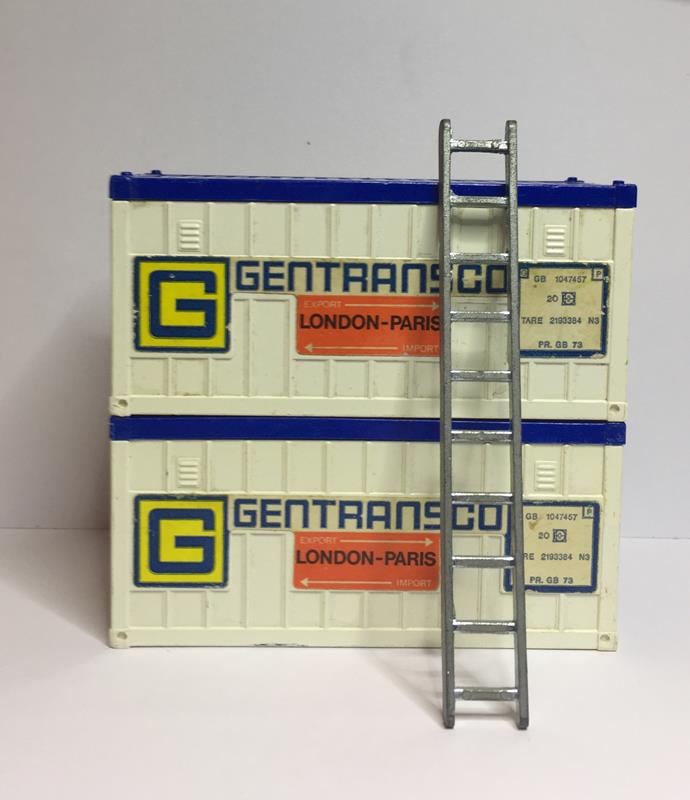 G
GENTRANSCO
EXPORT
LONDON-PARIS
IMPORT
GB 1047457 P
20
TARE 2193384 N3
PR. GB 73
G
GENTRANSCO
EXPORT
LONDON-PARIS
IMPORT
GB 1047457 P
20
RE 2193384 N3
PR. GB 73